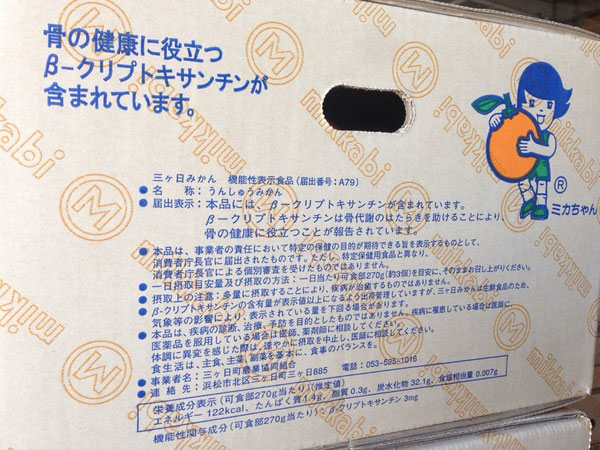 骨の健康に役立つ
β-クリプトキサンチンが
含まれています。
ミカちゃん
®
三ヶ日みかん 機能性表示食品(届出番号:A79)
●名 称:うんしゅうみかん
●届出表示:本品には、β-クリプトキサンチンが含まれています。
β-クリプトキサンチンは骨代謝のはたらきを助けることにより、
骨の健康に役立つことが報告されています。
●本品は、事業者の責任において特定の保健の目的が期待できる旨を表示するものとして、
消費者庁長官に届出されたものです。ただし、特定保健用食品と異なり、
消費者庁長官による個別審査を受けたものではありません。
●一日摂取目安量及び摂取の方法:一日当たり可食部270g(約3個)を目安に、そのままお召し上がりください。
●摂取上の注意:多量に摂取することにより、疾病が治癒するものではありません。
●β-クリプトキサンチンの含有量が表示値以上になるよう出荷管理していますが、三ヶ日みかんは生鮮食品のため、
気象等の影響により、表示されている量を下回る場合があります。
●本品は、疾病の診断、治療、予防を目的としたものではありません。疾病に罹患している場合は医師に
医薬品を服用している場合は医師、薬剤師に相談してください。
体調に異変を感じた際は、速やかに摂取を中止し、医師に相談してください。
食生活は、主食、主菜、副菜を基本に、食事のバランスを。
●事業者名:三ヶ日町農業協同組合
●連 絡 先:浜松市北区三ヶ日町三ヶ日885 電話 053-525-1016
栄養成分表示(可食部270g当たり)(推定値)
エネルギー 122kcal、たんぱく質1.4g、脂質 0.3g、炭水化物 32.1g、食塩相当量 0.007g
機能性関与成分(可食部270g当たり):β-クリプトキサンチン 3mg
mikkabi
M